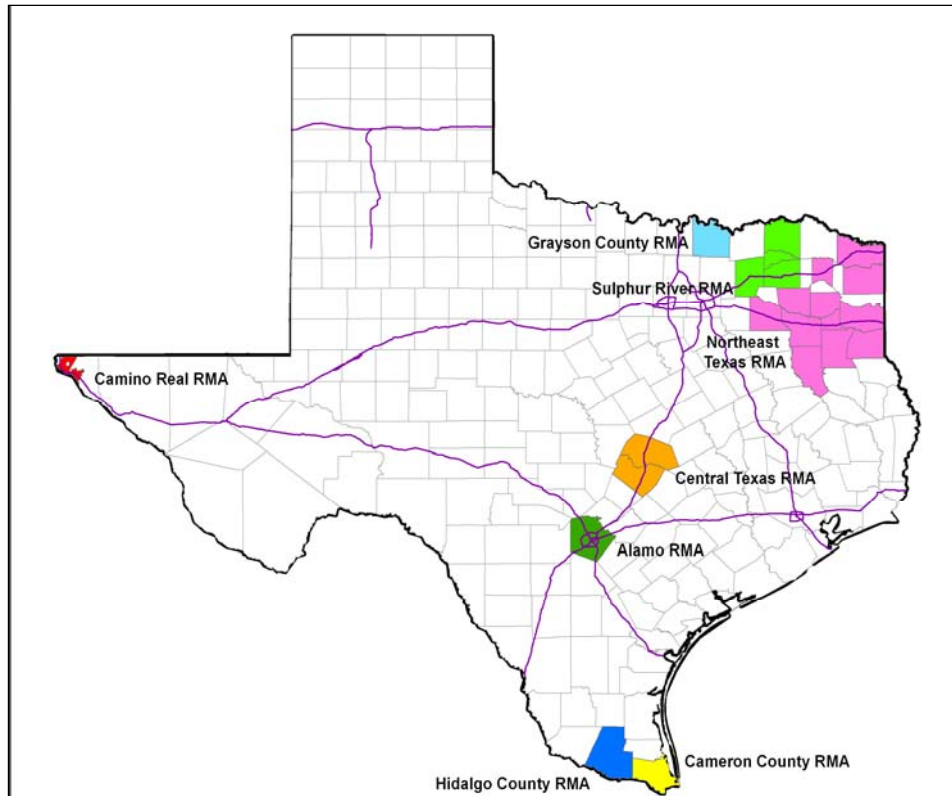 Grayson County RMA
Sulphur River RMA
Northeast
Texas RMA
Camino Real RMA
Central Texas RMA
Alamo RMA
Cameron County RMA
Hidalgo County RMA